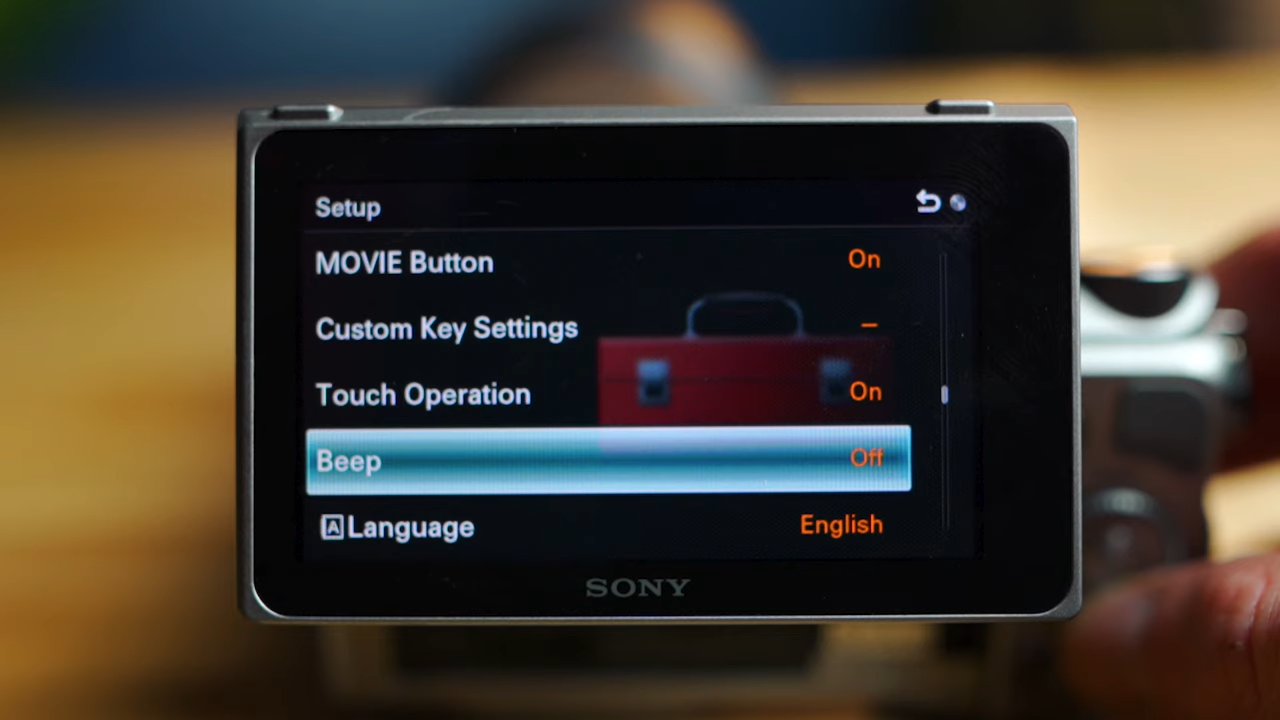 Setup
MOVIE Button On
Custom Key Settings –
Touch Operation On
Beep Off
A Language English
SONY